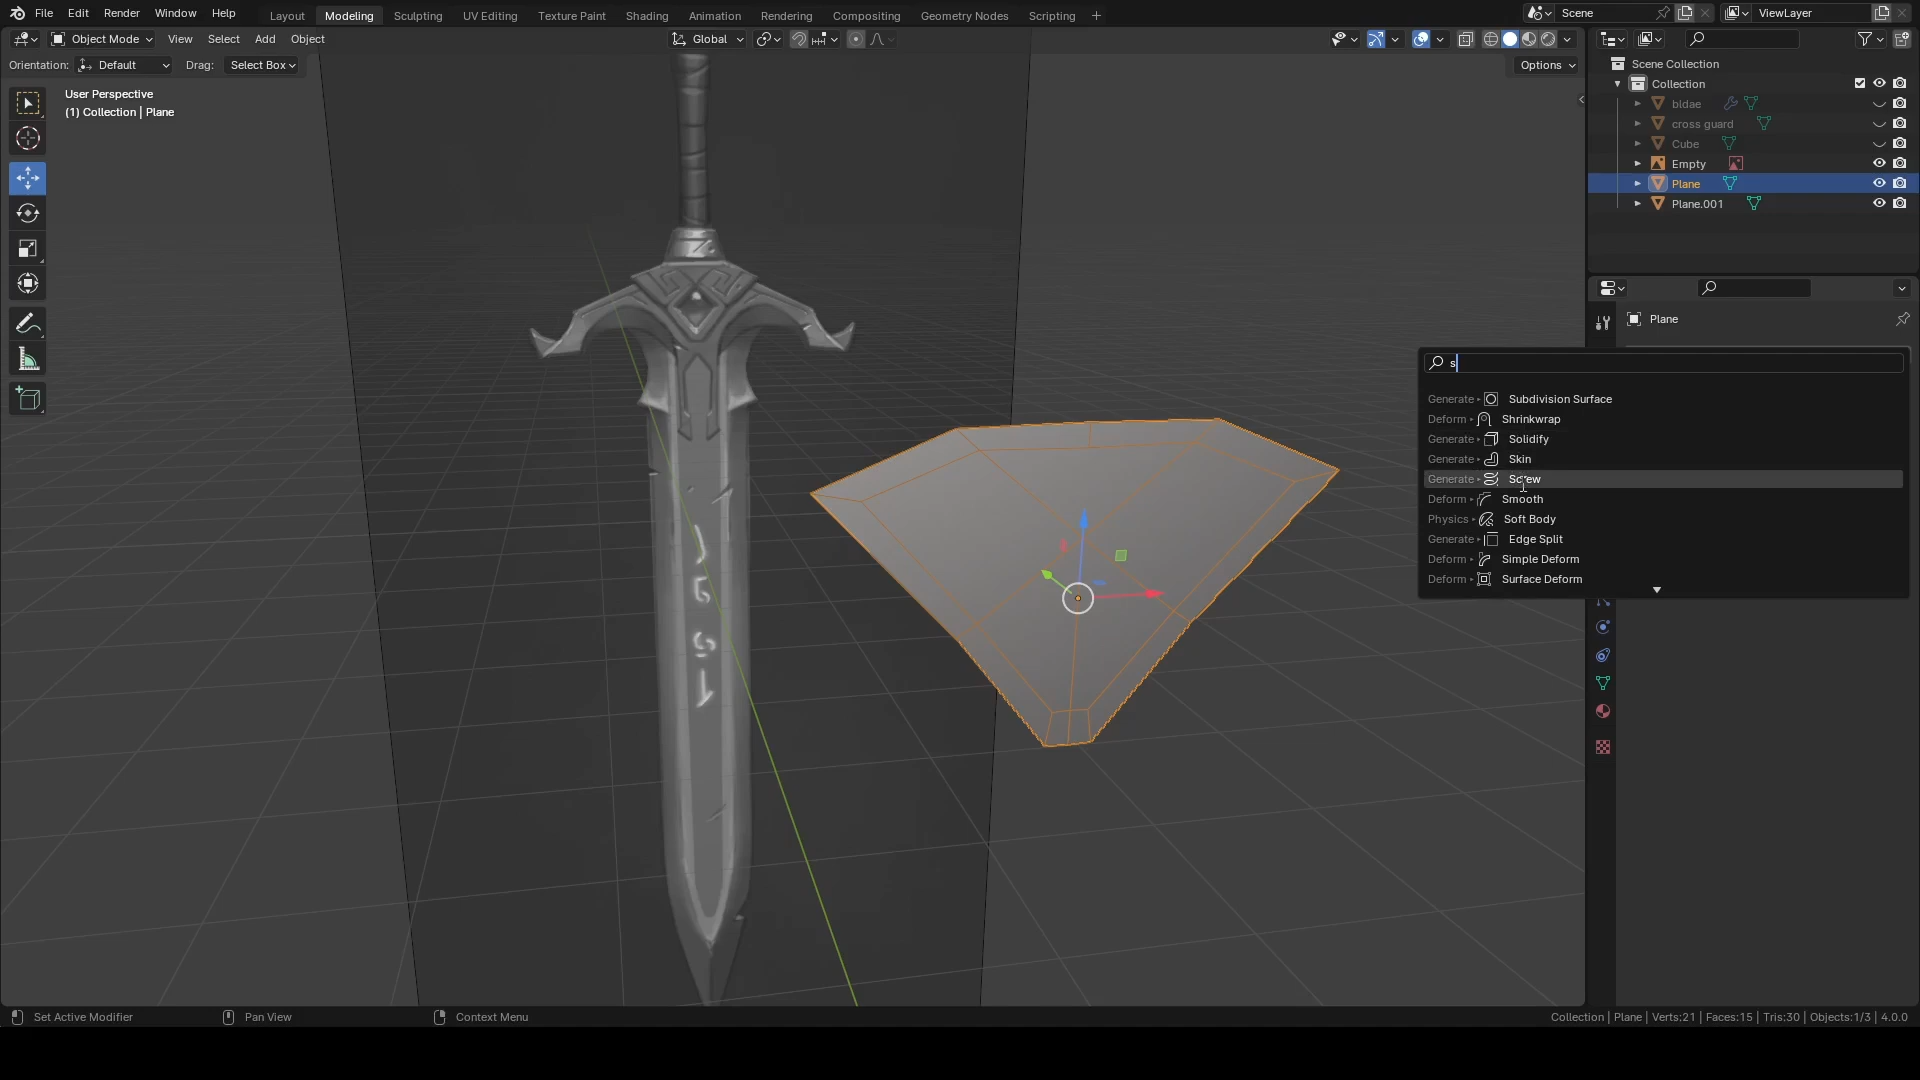 File Edit Render Window Help Layout Modeling Sculpting UV Editing Texture Paint Shading Animation Rendering Compositing Geometry Nodes Scripting + Scene ViewLayer
Object Mode View Select Add Object Global
Orientation: Default Drag: Select Box Options
User Perspective
(1) Collection | Plane
Scene Collection
Collection
bldae
cross guard
Cube
Empty
Plane
Plane.001
Plane
s
Generate Subdivision Surface
Deform Shrinkwrap
Generate Solidify
Generate Skin
Generate Screw
Deform Smooth
Physics Soft Body
Generate Edge Split
Deform Simple Deform
Deform Surface Deform
Set Active Modifier Pan View Context Menu Collection | Plane | Verts:21 | Faces:15 | Tris:30 | Objects:1/3 | 4.0.0